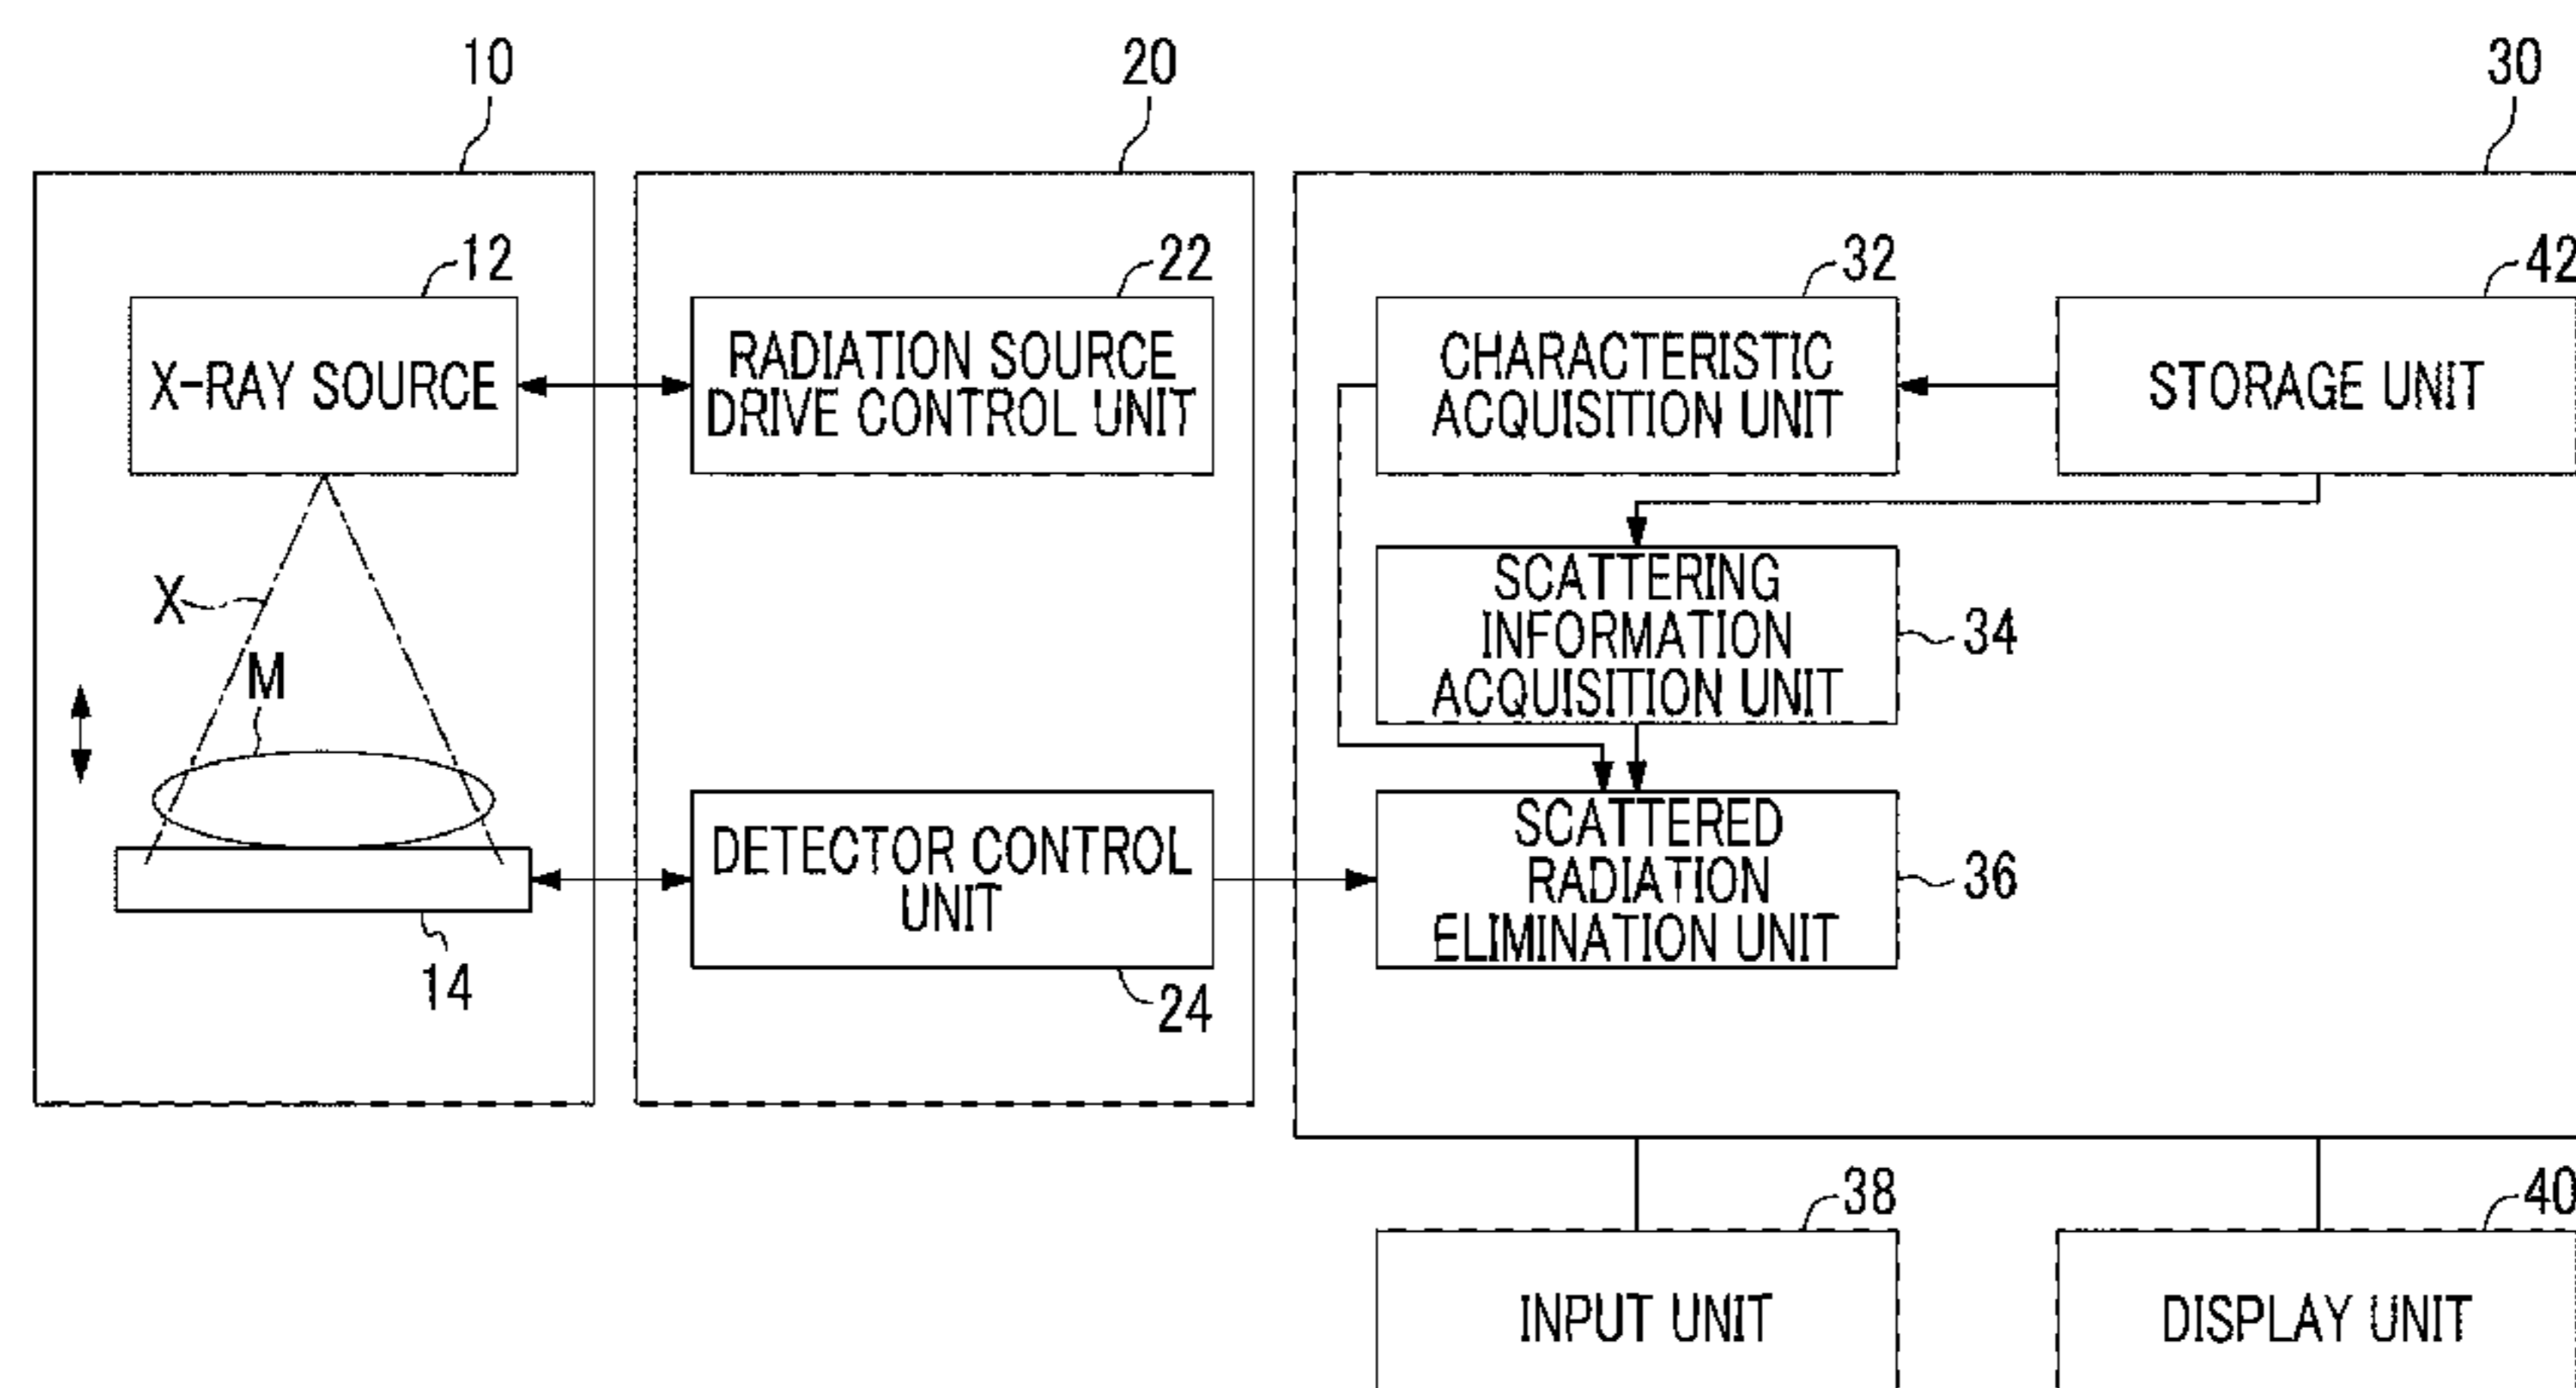 10
20
30
12
22
32
42
X-RAY SOURCE
RADIATION SOURCE
DRIVE CONTROL UNIT
CHARACTERISTIC
ACQUISITION UNIT
STORAGE UNIT
X
M
SCATTERING
INFORMATION
ACQUISITION UNIT
34
DETECTOR CONTROL
UNIT
SCATTERED
RADIATION
ELIMINATION UNIT
36
14
24
38
40
INPUT UNIT
DISPLAY UNIT